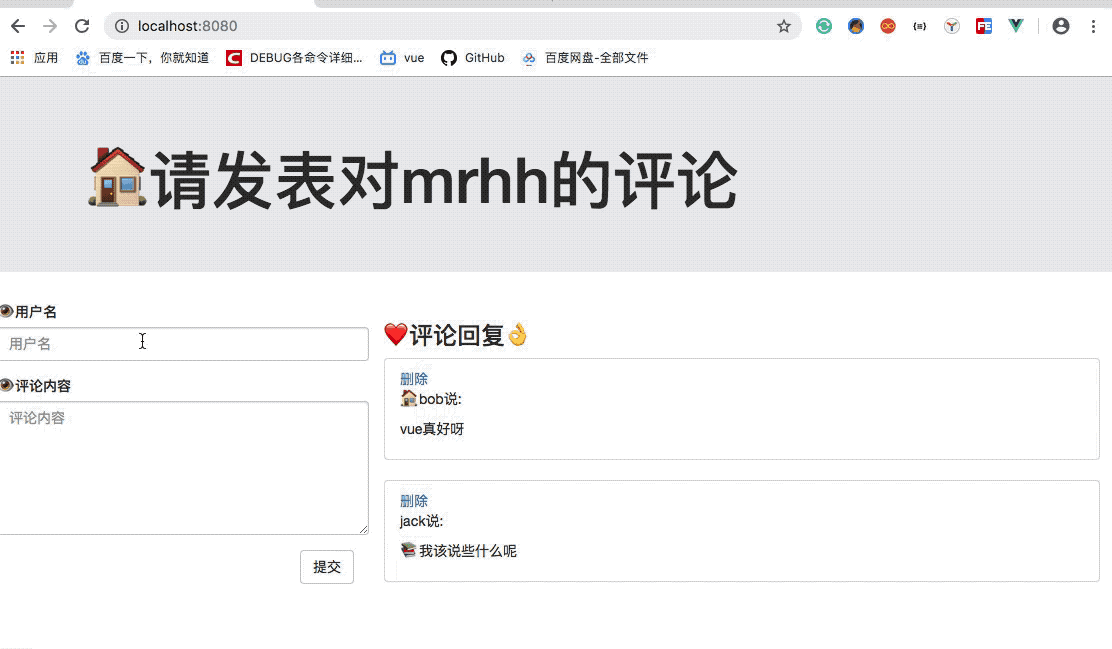 localhost:8080
应用 百度一下，你就知道 DEBUG各命令详细... vue GitHub 百度网盘-全部文件
🏠请发表对mrhh的评论
👁用户名
用户名
👁评论内容
评论内容
提交
❤️评论回复👌
删除
🏠bob说:
vue真好呀
删除
jack说:
📚我该说些什么呢